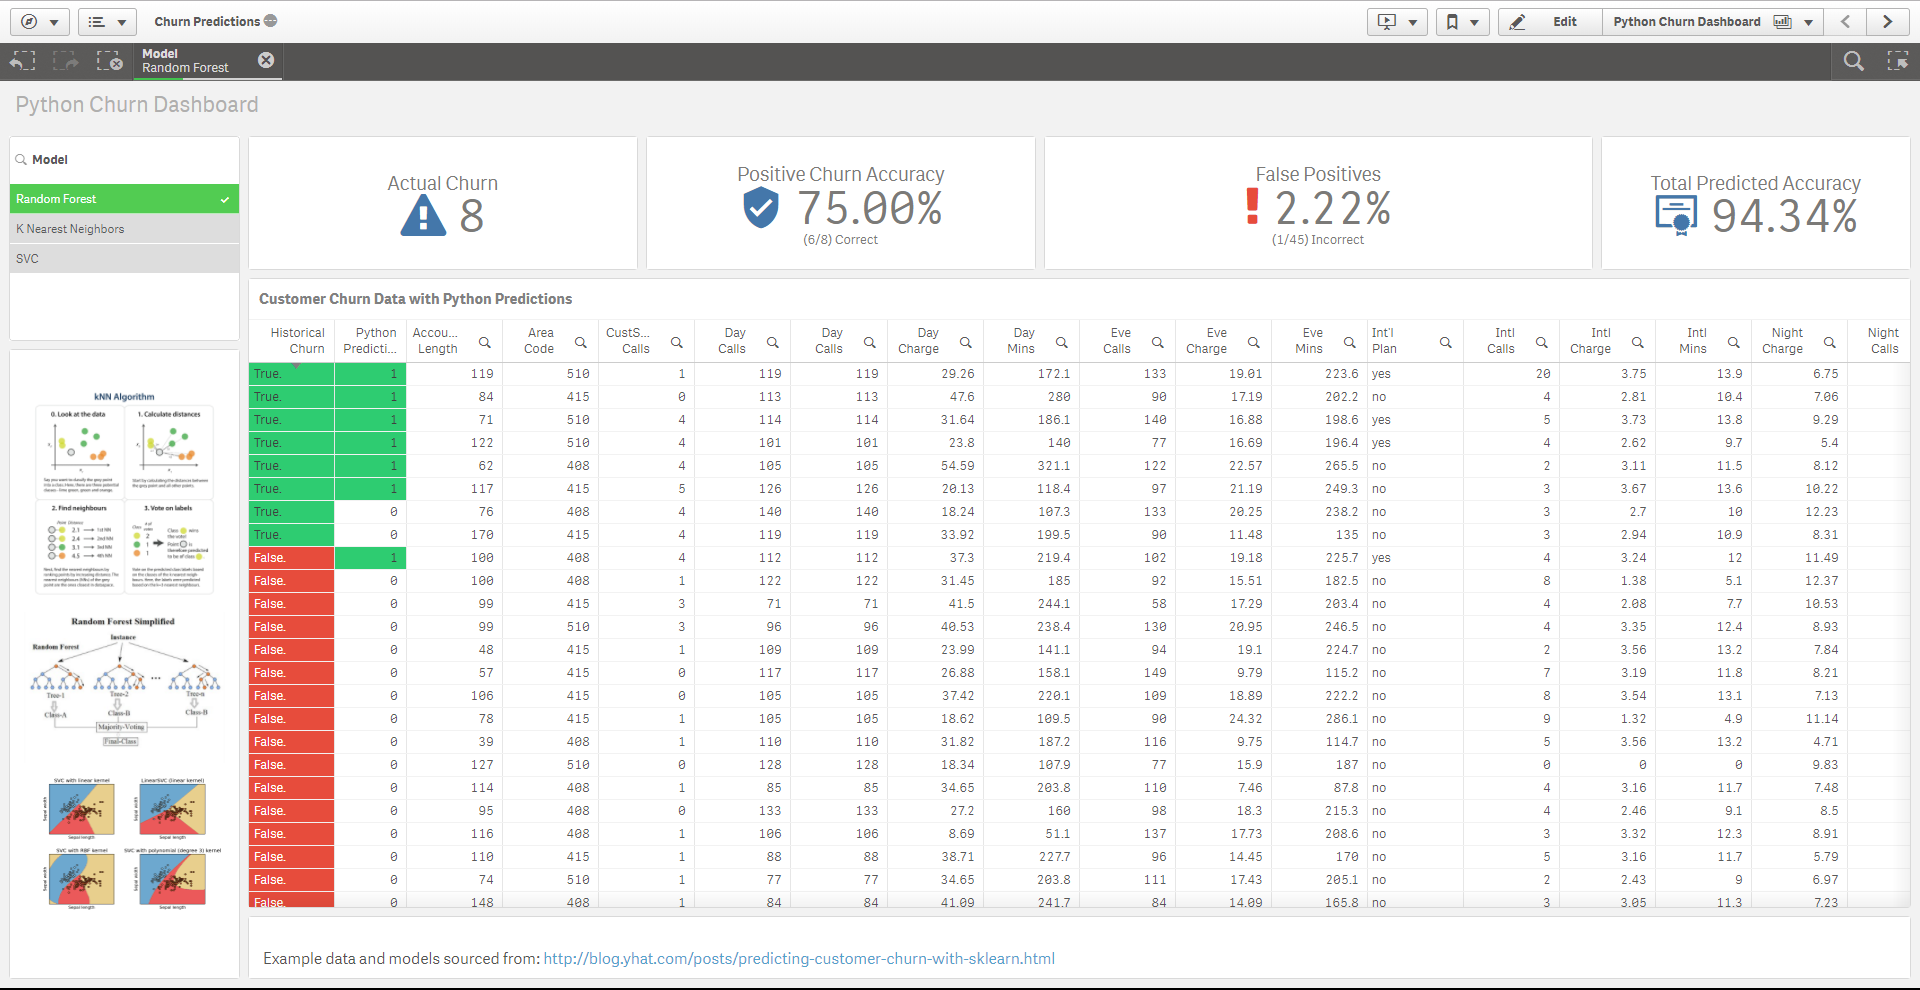 Churn Predictions
Edit
Python Churn Dashboard
Model
Random Forest
Python Churn Dashboard
Model
Random Forest
K Nearest Neighbors
SVC
Actual Churn
8
Positive Churn Accuracy
75.00%
(6/8) Correct
False Positives
2.22%
(1/45) Incorrect
Total Predicted Accuracy
94.34%
kNN Algorithm
0. Look at the data
1. Calculate distances
2. Find neighbours
3. Vote on labels
Random Forest Simplified
Instance
Random Forest
Tree-1 Tree-2 Tree-n
Class-A Class-B Class-B
Majority-Voting
Final-Class
SVC with linear kernel LinearSVC (linear kernel)
Sepal length Sepal length
SVC with RBF kernel SVC with polynomial (degree 3) kernel
Sepal length Sepal length
Customer Churn Data with Python Predictions
Historical Churn Python Predicti... Accou... Length Area Code CustS... Calls Day Calls Day Calls Day Charge Day Mins Eve Calls Eve Charge Eve Mins Int'l Plan Intl Calls Intl Charge Intl Mins Night Charge Night Calls
True. 1 119 510 1 119 119 29.26 172.1 133 19.01 223.6 yes 20 3.75 13.9 6.75
True. 1 84 415 0 113 113 47.6 280 90 17.19 202.2 no 4 2.81 10.4 7.06
True. 1 71 510 4 114 114 31.64 186.1 140 16.88 198.6 yes 5 3.73 13.8 9.29
True. 1 122 510 4 101 101 23.8 140 77 16.69 196.4 yes 4 2.62 9.7 5.4
True. 1 62 408 4 105 105 54.59 321.1 122 22.57 265.5 no 2 3.11 11.5 8.12
True. 1 117 415 5 126 126 20.13 118.4 97 21.19 249.3 no 3 3.67 13.6 10.22
True. 0 76 408 4 140 140 18.24 107.3 133 20.25 238.2 no 3 2.7 10 12.23
True. 0 170 415 4 119 119 33.92 199.5 90 11.48 135 no 3 2.94 10.9 8.31
False. 1 100 408 4 112 112 37.3 219.4 102 19.18 225.7 yes 4 3.24 12 11.49
False. 0 100 408 1 122 122 31.45 185 92 15.51 182.5 no 8 1.38 5.1 12.37
False. 0 99 415 3 71 71 41.5 244.1 58 17.29 203.4 no 4 2.08 7.7 10.53
False. 0 99 510 3 96 96 40.53 238.4 130 20.95 246.5 no 4 3.35 12.4 8.93
False. 0 48 415 1 109 109 23.99 141.1 94 19.1 224.7 no 2 3.56 13.2 7.84
False. 0 57 415 0 117 117 26.88 158.1 149 9.79 115.2 no 7 3.19 11.8 8.21
False. 0 106 415 0 105 105 37.42 220.1 109 18.89 222.2 no 8 3.54 13.1 7.13
False. 0 78 415 1 105 105 18.62 109.5 90 24.32 286.1 no 9 1.32 4.9 11.14
False. 0 39 408 1 110 110 31.82 187.2 116 9.75 114.7 no 5 3.56 13.2 4.71
False. 0 127 510 0 128 128 18.34 107.9 77 15.9 187 no 0 0 0 9.83
False. 0 114 408 1 85 85 34.65 203.8 110 7.46 87.8 no 4 3.16 11.7 7.48
False. 0 95 408 0 133 133 27.2 160 98 18.3 215.3 no 4 2.46 9.1 8.5
False. 0 116 408 1 106 106 8.69 51.1 137 17.73 208.6 no 3 3.32 12.3 8.91
False. 0 110 415 1 88 88 38.71 227.7 96 14.45 170 no 5 3.16 11.7 5.79
False. 0 74 510 1 77 77 34.65 203.8 111 17.43 205.1 no 2 2.43 9 6.97
False. 0 148 408 1 84 84 41.09 241.7 84 14.09 165.8 no 3 3.05 11.3 7.23
Example data and models sourced from: http://blog.yhat.com/posts/predicting-customer-churn-with-sklearn.html